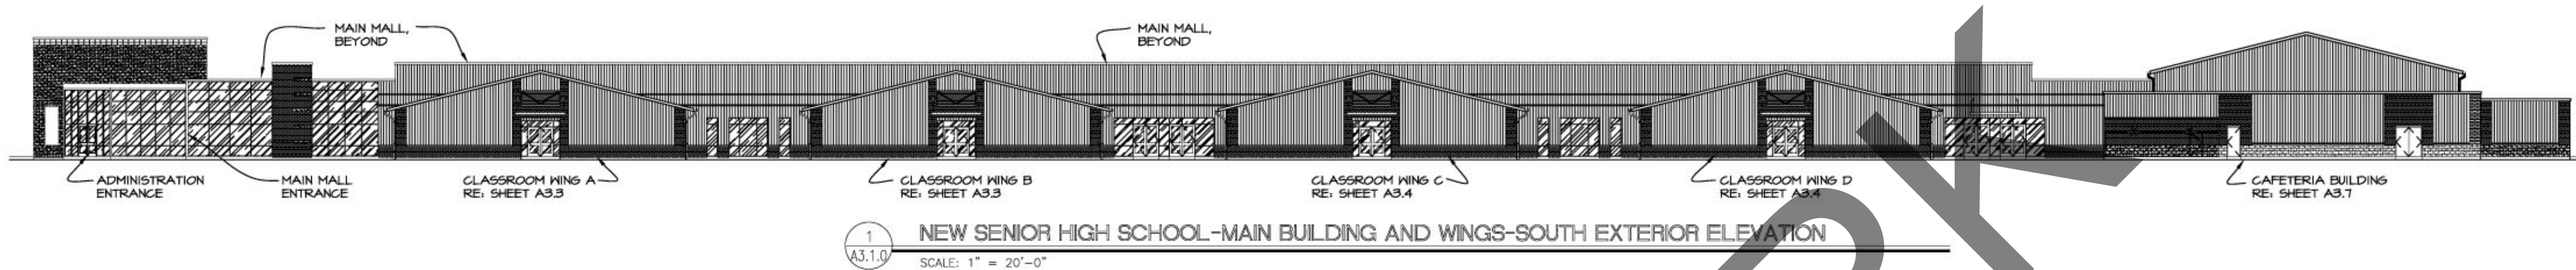 MAIN MALL,
BEYOND
MAIN MALL,
BEYOND
ADMINISTRATION
ENTRANCE
MAIN MALL
ENTRANCE
CLASSROOM WING A
RE: SHEET A3.3
CLASSROOM WING B
RE: SHEET A3.3
CLASSROOM WING C
RE: SHEET A3.4
CLASSROOM WING D
RE: SHEET A3.4
CAFETERIA BUILDING
RE: SHEET A3.7
1
A3.1.0
NEW SENIOR HIGH SCHOOL-MAIN BUILDING AND WINGS-SOUTH EXTERIOR ELEVATION
SCALE: 1" = 20'-0"